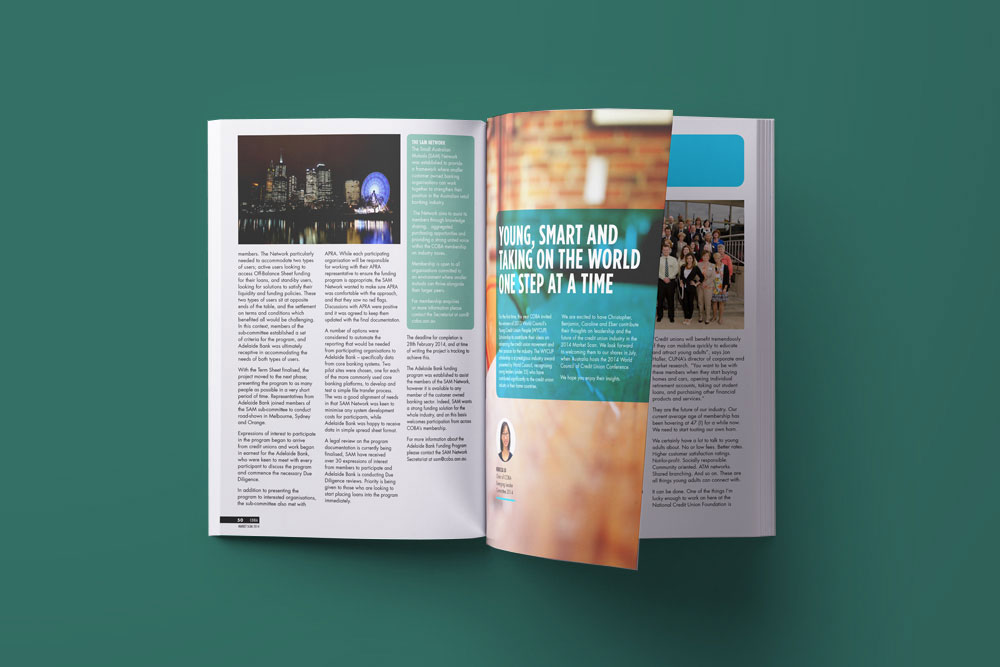 members. The Network particularly
needed to accommodate two types of
users; active users looking to
access Off-Balance Sheet funding
for their loans, and stand-by users,
looking for solutions to satisfy their
liquidity and funding policies. These
two types of users sit at opposite
ends of the table, and the settlement
on terms and conditions which
benefited all would be challenging.
In this context, members of the
sub-committee established a set
of criteria for the program, and
Adelaide Bank was ultimately
receptive in accommodating the
needs of both types of users.
With the Term Sheet finalised, the
project moved to the next phase;
presenting the program to as many
people as possible in a very short
period of time. Representatives from
Adelaide Bank joined members of
the SAM sub-committee to conduct
road-shows in Melbourne, Sydney
and Orange.
Expressions of interest to participate
in the program began to arrive
from credit unions and work began
in earnest for the Adelaide Bank,
who were keen to meet with every
participant to discuss the program
and commence the necessary Due
Diligence.
In addition to presenting the
program to interested organisations,
the sub-committee also met with
APRA. While each participating
organisation will be responsible
for working with their APRA
representative to ensure the funding
program is appropriate, the SAM
Network wanted to make sure APRA
was comfortable with the approach,
and that they saw no red flags.
Discussions with APRA were positive
and it was agreed to keep them
updated with the final documentation.
A number of options were
considered to automate the
reporting that would be needed
from participating organisations to
Adelaide Bank – specifically data
from core banking systems. Two
pilot sites were chosen, one for each
of the more commonly used core
banking platforms, to develop and
test a simple file transfer process.
The was a good alignment of needs
in that SAM Network was keen to
minimise any system development
costs for participants, while
Adelaide Bank was happy to receive
data in simple spread sheet format.
A legal review on the program
documentation is currently being
finalised, SAM have received
over 30 expressions of interest
from members to participate and
Adelaide Bank is conducting Due
Diligence reviews. Priority is being
given to those who are looking to
start placing loans into the program
immediately.
THE SAM NETWORK
The Small Australian
Mutuals (SAM) Network
was established to provide
a framework where smaller
customer owned banking
organisations can work
together to strengthen their
position in the Australian retail
banking industry.
The Network aims to assist its
members through knowledge
sharing, aggregated
purchasing opportunities and
providing a strong united voice
within the COBA membership
on industry issues.
Membership is open to all
organisations committed to
an environment where smaller
mutuals can thrive alongside
their larger peers.
For membership enquiries
or more information please
contact the Secretariat at sam@
coba.asn.au
The deadline for completion is
28th February 2014, and at time
of writing the project is tracking to
achieve this.
The Adelaide Bank funding
program was established to assist
the members of the SAM Network,
however it is available to any
member of the customer owned
banking sector. Indeed, SAM wants
a strong funding solution for the
whole industry, and on this basis
welcomes participation from across
COBA's membership.
For more information about the
Adelaide Bank Funding Program
please contact the SAM Network
Secretariat at sam@coba.asn.au
50 COBA
MARKET SCAN 2014
YOUNG, SMART AND
TAKING ON THE WORLD
ONE STEP AT A TIME
We are excited to have Christopher,
Benjamin, Caroline and Eber contribute
their thoughts on leadership and the
future of the credit union industry in the
2014 Market Scan. We look forward
to welcoming them to our shores in July,
when Australia hosts the 2014 World
Council of Credit Union Conference.
We hope you enjoy their insights.
Chair of COBA
Emerging Leaders
Committee 2014
"Credit unions will benefit tremendously
if they can mobilise quickly to educate
and attract young adults", says Jon
Haller, CUNA's director of corporate and
market research. "You want to be with
these members when they start buying
homes and cars, opening individual
retirement accounts, taking out student
loans, and purchasing other financial
products and services."
They are the future of our industry. Our
current average age of membership has
been hovering at 47 (!) for a while now.
We need to start looking our own horn.
We certainly have a lot to talk to young
adults about. No or low fees. Better rates.
Higher customer satisfaction ratings.
Not-for-profit. Socially responsible.
Community oriented. ATM networks.
Shared branching. And so on. These are
all things young adults can connect with.
It can be done. One of the things I'm
lucky enough to work on here at the
National Credit Union Foundation is